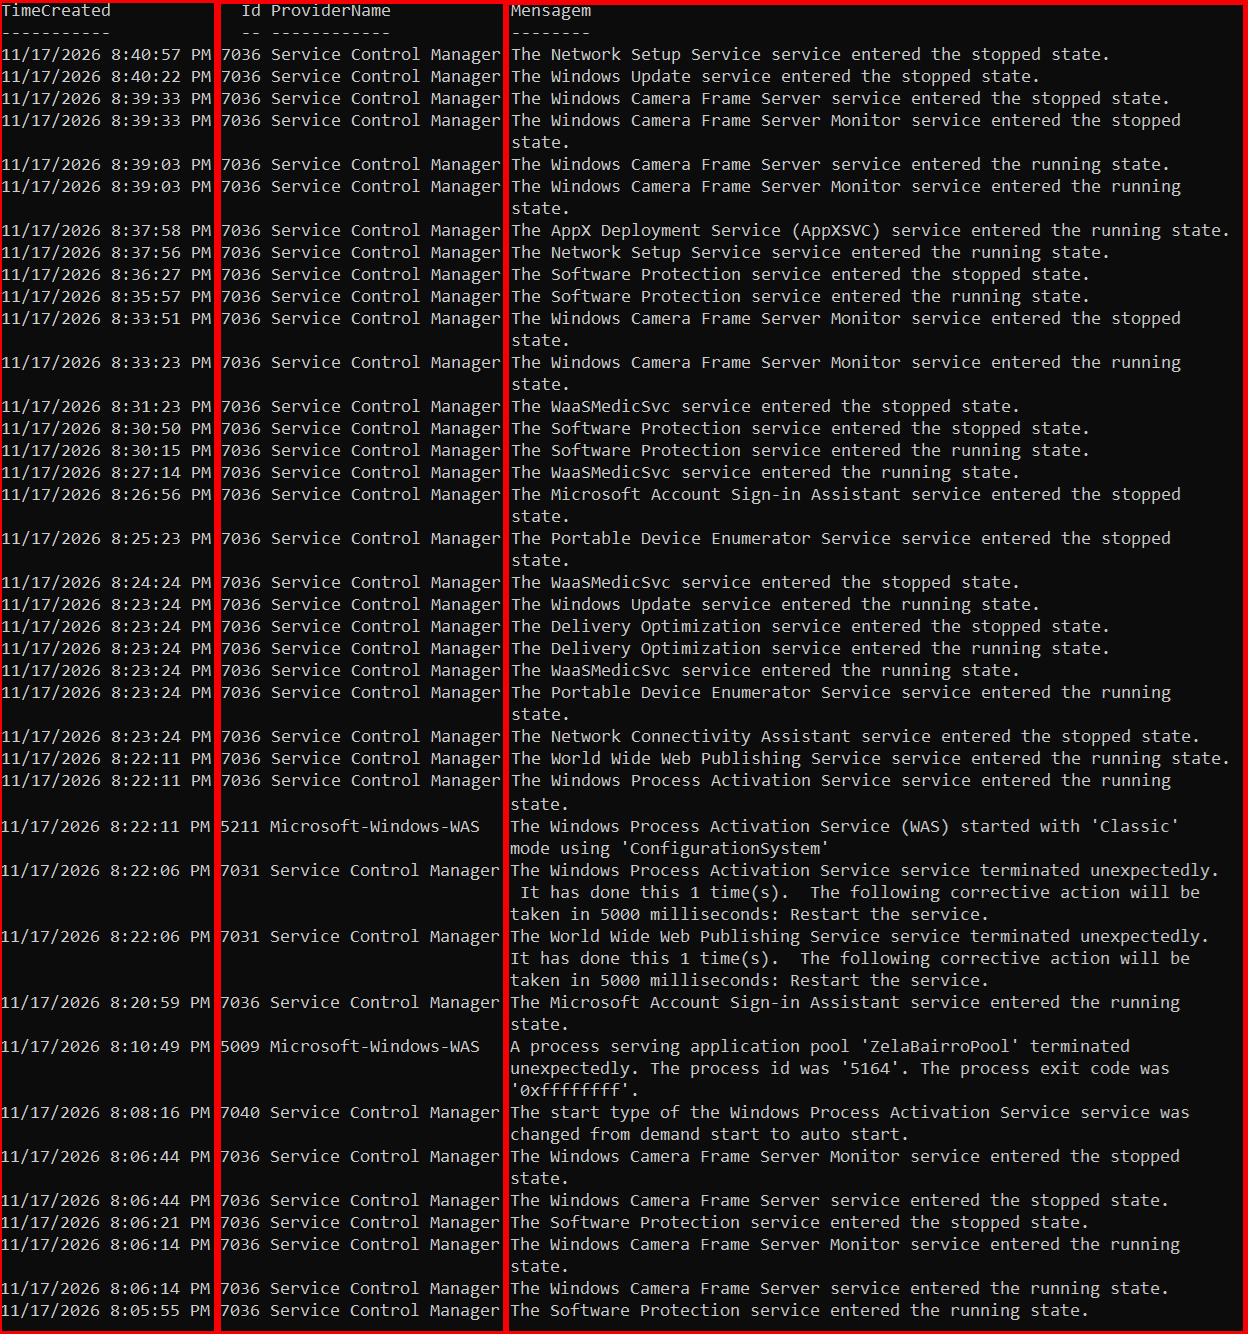 TimeCreated Id ProviderName Mensagem
----------- -- ------------ --------
11/17/2026 8:40:57 PM 7036 Service Control Manager The Network Setup Service service entered the stopped state.
11/17/2026 8:40:22 PM 7036 Service Control Manager The Windows Update service entered the stopped state.
11/17/2026 8:39:33 PM 7036 Service Control Manager The Windows Camera Frame Server service entered the stopped state.
11/17/2026 8:39:33 PM 7036 Service Control Manager The Windows Camera Frame Server Monitor service entered the stopped
state.
11/17/2026 8:39:03 PM 7036 Service Control Manager The Windows Camera Frame Server service entered the running state.
11/17/2026 8:39:03 PM 7036 Service Control Manager The Windows Camera Frame Server Monitor service entered the running
state.
11/17/2026 8:37:58 PM 7036 Service Control Manager The AppX Deployment Service (AppXSVC) service entered the running state.
11/17/2026 8:37:56 PM 7036 Service Control Manager The Network Setup Service service entered the running state.
11/17/2026 8:36:27 PM 7036 Service Control Manager The Software Protection service entered the stopped state.
11/17/2026 8:35:57 PM 7036 Service Control Manager The Software Protection service entered the running state.
11/17/2026 8:33:51 PM 7036 Service Control Manager The Windows Camera Frame Server Monitor service entered the stopped
state.
11/17/2026 8:33:23 PM 7036 Service Control Manager The Windows Camera Frame Server Monitor service entered the running
state.
11/17/2026 8:31:23 PM 7036 Service Control Manager The WaaSMedicSvc service entered the stopped state.
11/17/2026 8:30:50 PM 7036 Service Control Manager The Software Protection service entered the stopped state.
11/17/2026 8:30:15 PM 7036 Service Control Manager The Software Protection service entered the running state.
11/17/2026 8:27:14 PM 7036 Service Control Manager The WaaSMedicSvc service entered the running state.
11/17/2026 8:26:56 PM 7036 Service Control Manager The Microsoft Account Sign-in Assistant service entered the stopped
state.
11/17/2026 8:25:23 PM 7036 Service Control Manager The Portable Device Enumerator Service service entered the stopped
state.
11/17/2026 8:24:24 PM 7036 Service Control Manager The WaaSMedicSvc service entered the stopped state.
11/17/2026 8:23:24 PM 7036 Service Control Manager The Windows Update service entered the running state.
11/17/2026 8:23:24 PM 7036 Service Control Manager The Delivery Optimization service entered the stopped state.
11/17/2026 8:23:24 PM 7036 Service Control Manager The Delivery Optimization service entered the running state.
11/17/2026 8:23:24 PM 7036 Service Control Manager The WaaSMedicSvc service entered the running state.
11/17/2026 8:23:24 PM 7036 Service Control Manager The Portable Device Enumerator Service service entered the running
state.
11/17/2026 8:23:24 PM 7036 Service Control Manager The Network Connectivity Assistant service entered the stopped state.
11/17/2026 8:22:11 PM 7036 Service Control Manager The World Wide Web Publishing Service service entered the running state.
11/17/2026 8:22:11 PM 7036 Service Control Manager The Windows Process Activation Service service entered the running
state.
11/17/2026 8:22:11 PM 5211 Microsoft-Windows-WAS The Windows Process Activation Service (WAS) started with 'Classic'
mode using 'ConfigurationSystem'
11/17/2026 8:22:06 PM 7031 Service Control Manager The Windows Process Activation Service service terminated unexpectedly.
It has done this 1 time(s).  The following corrective action will be
taken in 5000 milliseconds: Restart the service.
11/17/2026 8:22:06 PM 7031 Service Control Manager The World Wide Web Publishing Service service terminated unexpectedly.
It has done this 1 time(s).  The following corrective action will be
taken in 5000 milliseconds: Restart the service.
11/17/2026 8:20:59 PM 7036 Service Control Manager The Microsoft Account Sign-in Assistant service entered the running
state.
11/17/2026 8:10:49 PM 5009 Microsoft-Windows-WAS A process serving application pool 'ZelaBairroPool' terminated
unexpectedly. The process id was '5164'. The process exit code was
'0xffffffff'.
11/17/2026 8:08:16 PM 7040 Service Control Manager The start type of the Windows Process Activation Service service was
changed from demand start to auto start.
11/17/2026 8:06:44 PM 7036 Service Control Manager The Windows Camera Frame Server Monitor service entered the stopped
state.
11/17/2026 8:06:44 PM 7036 Service Control Manager The Windows Camera Frame Server service entered the stopped state.
11/17/2026 8:06:21 PM 7036 Service Control Manager The Software Protection service entered the stopped state.
11/17/2026 8:06:14 PM 7036 Service Control Manager The Windows Camera Frame Server Monitor service entered the running
state.
11/17/2026 8:06:14 PM 7036 Service Control Manager The Windows Camera Frame Server service entered the running state.
11/17/2026 8:05:55 PM 7036 Service Control Manager The Software Protection service entered the running state.